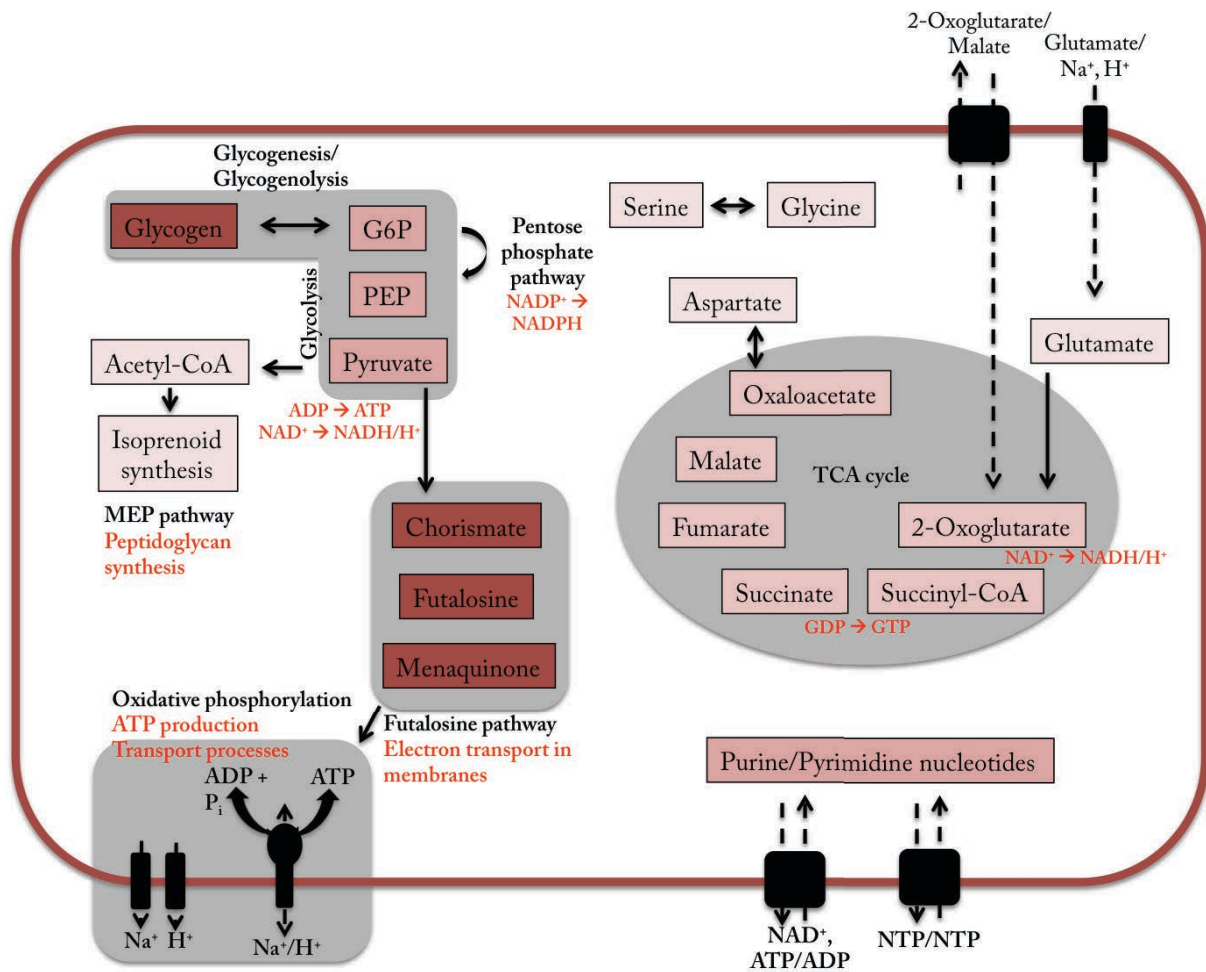 2-Oxoglutarate/
Malate
Glutamate/
Na⁺, H⁺
Glycogenesis/
Glycogenolysis
Glycogen
G6P
PEP
Pyruvate
Glycolysis
Pentose
phosphate
pathway
NADP⁺ →
NADPH
Serine
Glycine
Aspartate
Glutamate
Acetyl-CoA
Isoprenoid
synthesis
MEP pathway
Peptidoglycan
synthesis
ADP → ATP
NAD⁺ → NADH/H⁺
Oxaloacetate
Malate
TCA cycle
Fumarate
2-Oxoglutarate
NAD⁺ → NADH/H⁺
Succinate
Succinyl-CoA
GDP → GTP
Chorismate
Futalosine
Menaquinone
Futalosine pathway
Electron transport in
membranes
Oxidative phosphorylation
ATP production
Transport processes
ADP +
Pᵢ
ATP
Na⁺
H⁺
Na⁺/H⁺
Purine/Pyrimidine nucleotides
NAD⁺,
ATP/ADP
NTP/NTP